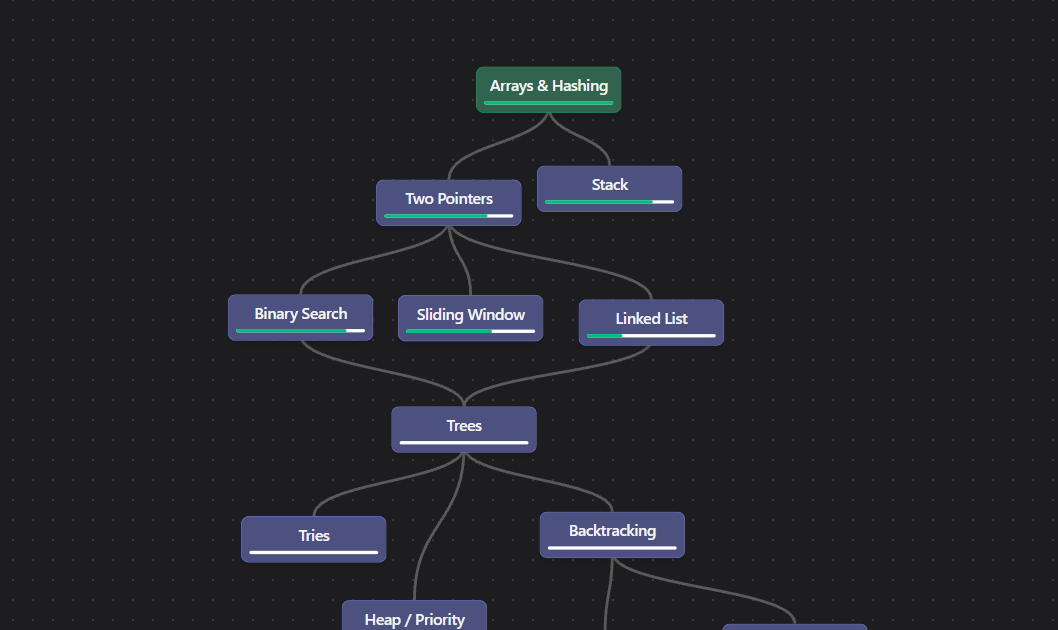 Arrays & Hashing
Two Pointers
Stack
Binary Search
Sliding Window
Linked List
Trees
Tries
Backtracking
Heap / Priority